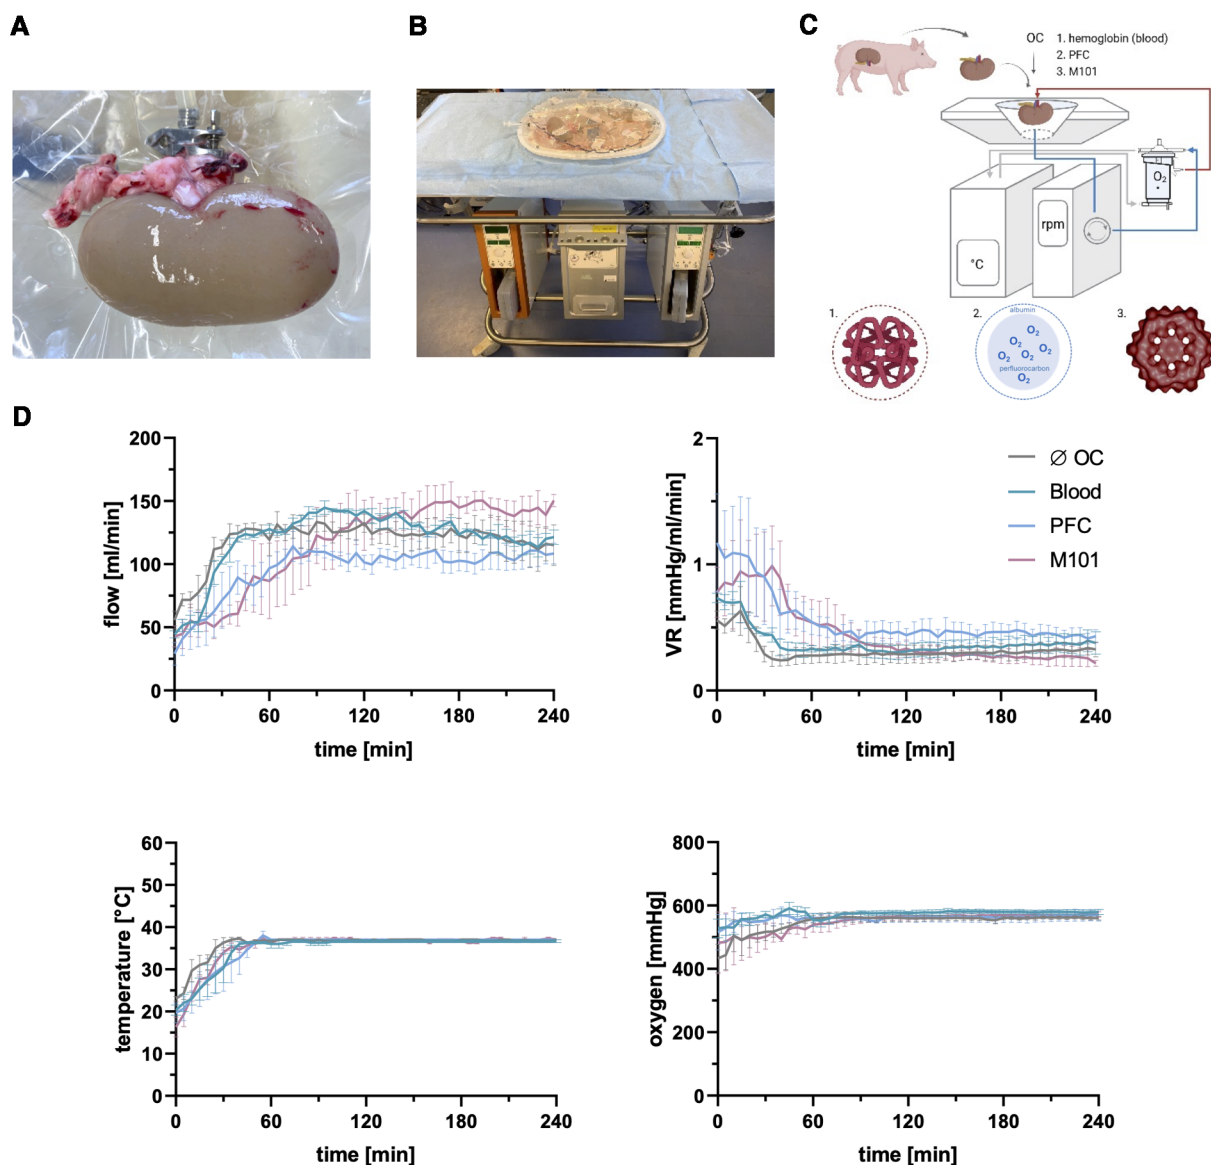 A
B
C
OC 1. hemoglobin (blood)
2. PFC
3. M101
O2
rpm
°C
1.
2.
3.
albumin
O2
O2 O2
O2 O2
perfluorocarbon
O2
D
200
150
100
50
0
flow [ml/min]
0 60 120 180 240
time [min]
2
1
0
VR [mmHg/ml/min]
0 60 120 180 240
time [min]
∅ OC
Blood
PFC
M101
60
50
40
30
20
10
0
temperature [°C]
0 60 120 180 240
time [min]
800
600
400
200
0
oxygen [mmHg]
0 60 120 180 240
time [min]